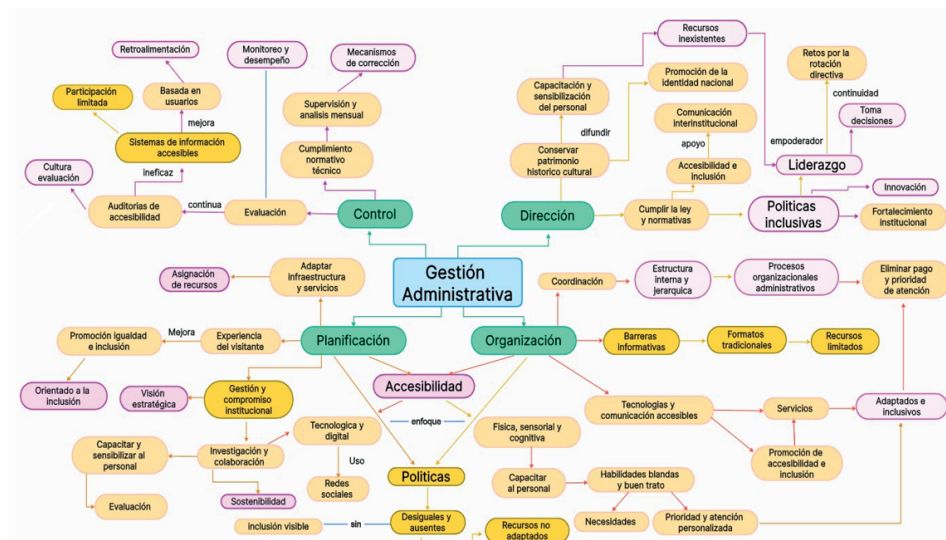 Retroalimentación
Monitoreo y
desempeño
Mecanismos
de corrección
Recursos
inexistentes
Retos por la
rotación
directiva
Participación
limitada
Basada en
usuarios
Supervisión y
analisis mensual
Capacitación y
sensibilización
del personal
Promoción de la
identidad nacional
continuidad
mejora
difundir
Comunicación
interinstitucional
Toma
decisiones
Sistemas de información
accesibles
Cumplimiento
normativo
técnico
Conservar
patrimonio
historico cultural
apoyo
empoderador
Cultura
evaluación
ineficaz
Accesibilidad e
inclusión
Liderazgo
Auditorias de
accesibilidad
continua
Evaluación
Control
Dirección
Cumplir la ley
y normativas
Politicas
inclusivas
Innovación
Fortalecimiento
institucional
Gestión
Administrativa
Asignación
de recursos
Adaptar
infraestructura
y servicios
Coordinación
Estructura
interna y
jerarquica
Procesos
organizacionales
administrativos
Eliminar pago
y prioridad
de atención
Promoción igualdad
e inclusión
Mejora
Experiencia
del visitante
Planificación
Organización
Barreras
informativas
Formatos
tradicionales
Recursos
limitados
Orientado a la
inclusión
Visión
estratégica
Gestión y
compromiso
institucional
Accesibilidad
Tecnologias y
comunicación accesibles
Servicios
Adaptados e
inclusivos
Tecnologica y
digital
enfoque
Fisica, sensorial y
cognitiva
Capacitar y
sensibilizar al
personal
Investigación y
colaboración
Uso
Promoción de
accesibilidad e
inclusión
Redes
sociales
Politicas
Capacitar
al personal
Habilidades blandas
y buen trato
Evaluación
Sostenibilidad
inclusión visible
sin
Desiguales y
ausentes
Recursos no
adaptados
Necesidades
Prioridad y atención
personalizada